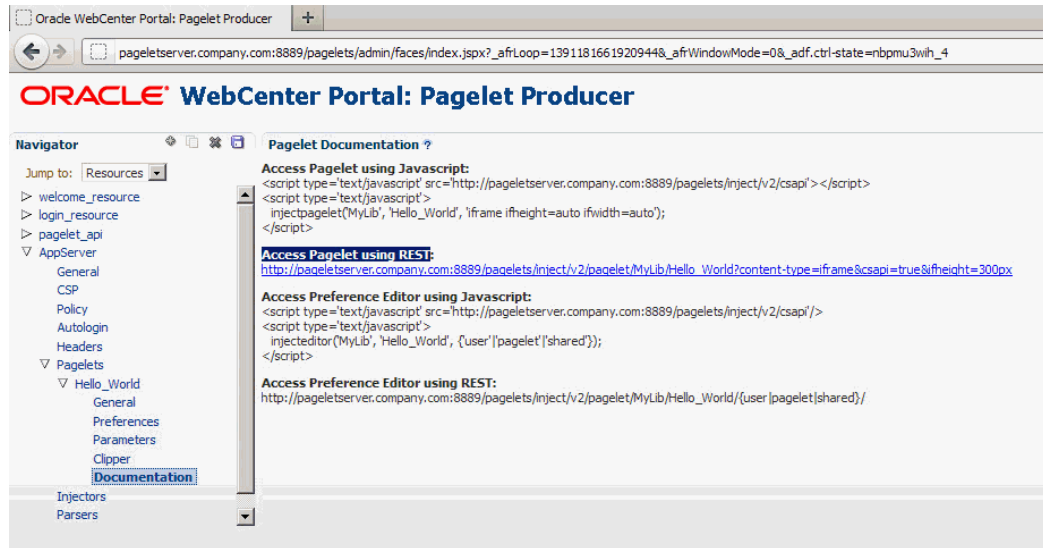 Oracle WebCenter Portal: Pagelet Producer
pageletserver.company.com:8889/pagelets/admin/faces/index.jspx?_afrLoop=1391181661920944&_afrWindowMode=0&_adf.ctrl-state=nbpmu3wih_4
ORACLE WebCenter Portal: Pagelet Producer
Navigator
Jump to: Resources
welcome_resource
login_resource
pagelet_api
AppServer
General
CSP
Policy
Autologin
Headers
Pagelets
Hello_World
General
Preferences
Parameters
Clipper
Documentation
Injectors
Parsers
Pagelet Documentation ?
Access Pagelet using Javascript:
<script type='text/javascript' src='http://pageletserver.company.com:8889/pagelets/inject/v2/csapi'></script>
<script type='text/javascript'>
injectpagelet('MyLib', 'Hello_World', 'iframe ifheight=auto ifwidth=auto');
</script>
Access Pagelet using REST:
http://pageletserver.company.com:8889/pagelets/inject/v2/pagelet/MyLib/Hello_World?content-type=iframe&csapi=true&ifheight=300px
Access Preference Editor using Javascript:
<script type='text/javascript' src='http://pageletserver.company.com:8889/pagelets/inject/v2/csapi'/>
<script type='text/javascript'>
injecteditor('MyLib', 'Hello_World', {'user'|'pagelet'|'shared'});
</script>
Access Preference Editor using REST:
http://pageletserver.company.com:8889/pagelets/inject/v2/pagelet/MyLib/Hello_World/{user|pagelet|shared}/